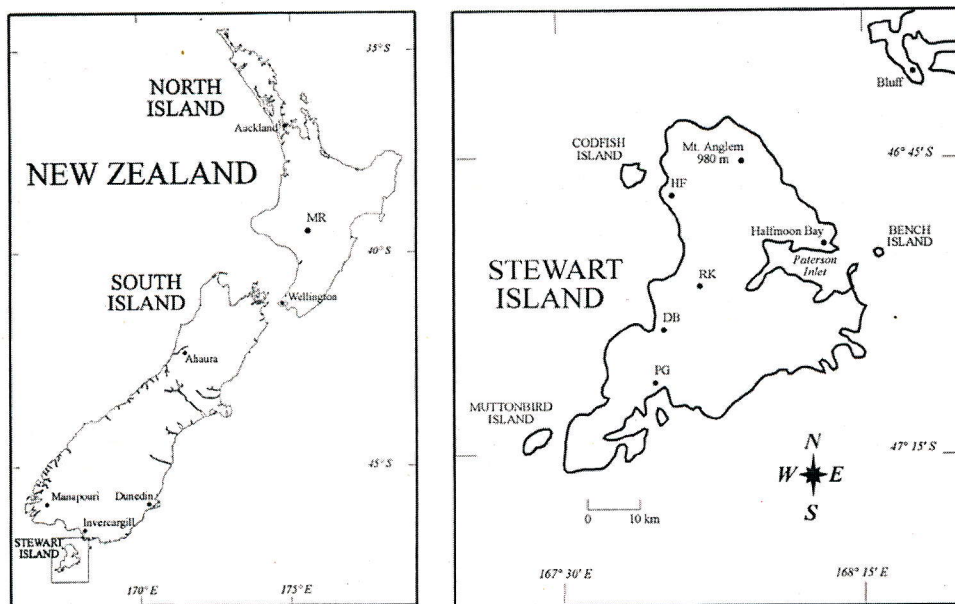 35° S
NORTH
ISLAND
Auckland
NEW ZEALAND
MR
40° S
SOUTH
ISLAND
Wellington
Ahaura
45° S
Manapouri
Dunedin
Invercargill
STEWART
ISLAND
170° E
175° E
Bluff
CODFISH
ISLAND
Mt. Anglem
980 m
46° 45' S
HF
Halfmoon Bay
BENCH
ISLAND
Paterson
Inlet
STEWART
ISLAND
RK
DB
PG
MUTTONBIRD
ISLAND
47° 15' S
N
W E
S
0 10 km
167° 30' E
168° 15' E